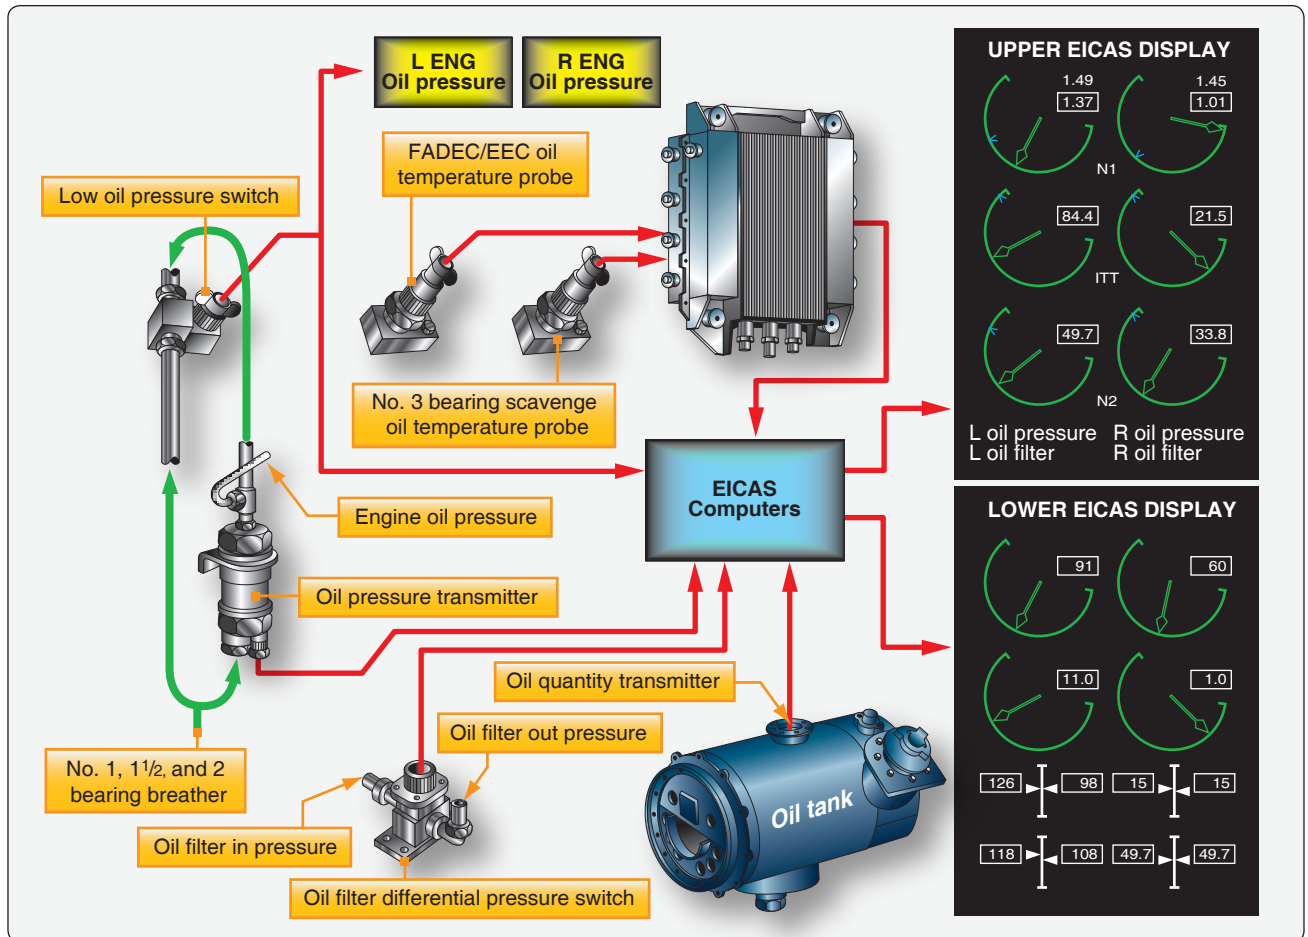 L ENG
Oil pressure
R ENG
Oil pressure
FADEC/EEC oil
temperature probe
Low oil pressure switch
No. 3 bearing scavenge
oil temperature probe
EICAS
Computers
Engine oil pressure
Oil pressure transmitter
Oil quantity transmitter
Oil filter out pressure
No. 1, 1 1/2, and 2
bearing breather
Oil filter in pressure
Oil filter differential pressure switch
Oil tank
UPPER EICAS DISPLAY
1.49 1.45
1.37 1.01
N1
84.4 21.5
ITT
49.7 33.8
N2
L oil pressure R oil pressure
L oil filter R oil filter
LOWER EICAS DISPLAY
91 60
11.0 1.0
126 98 15 15
118 108 49.7 49.7